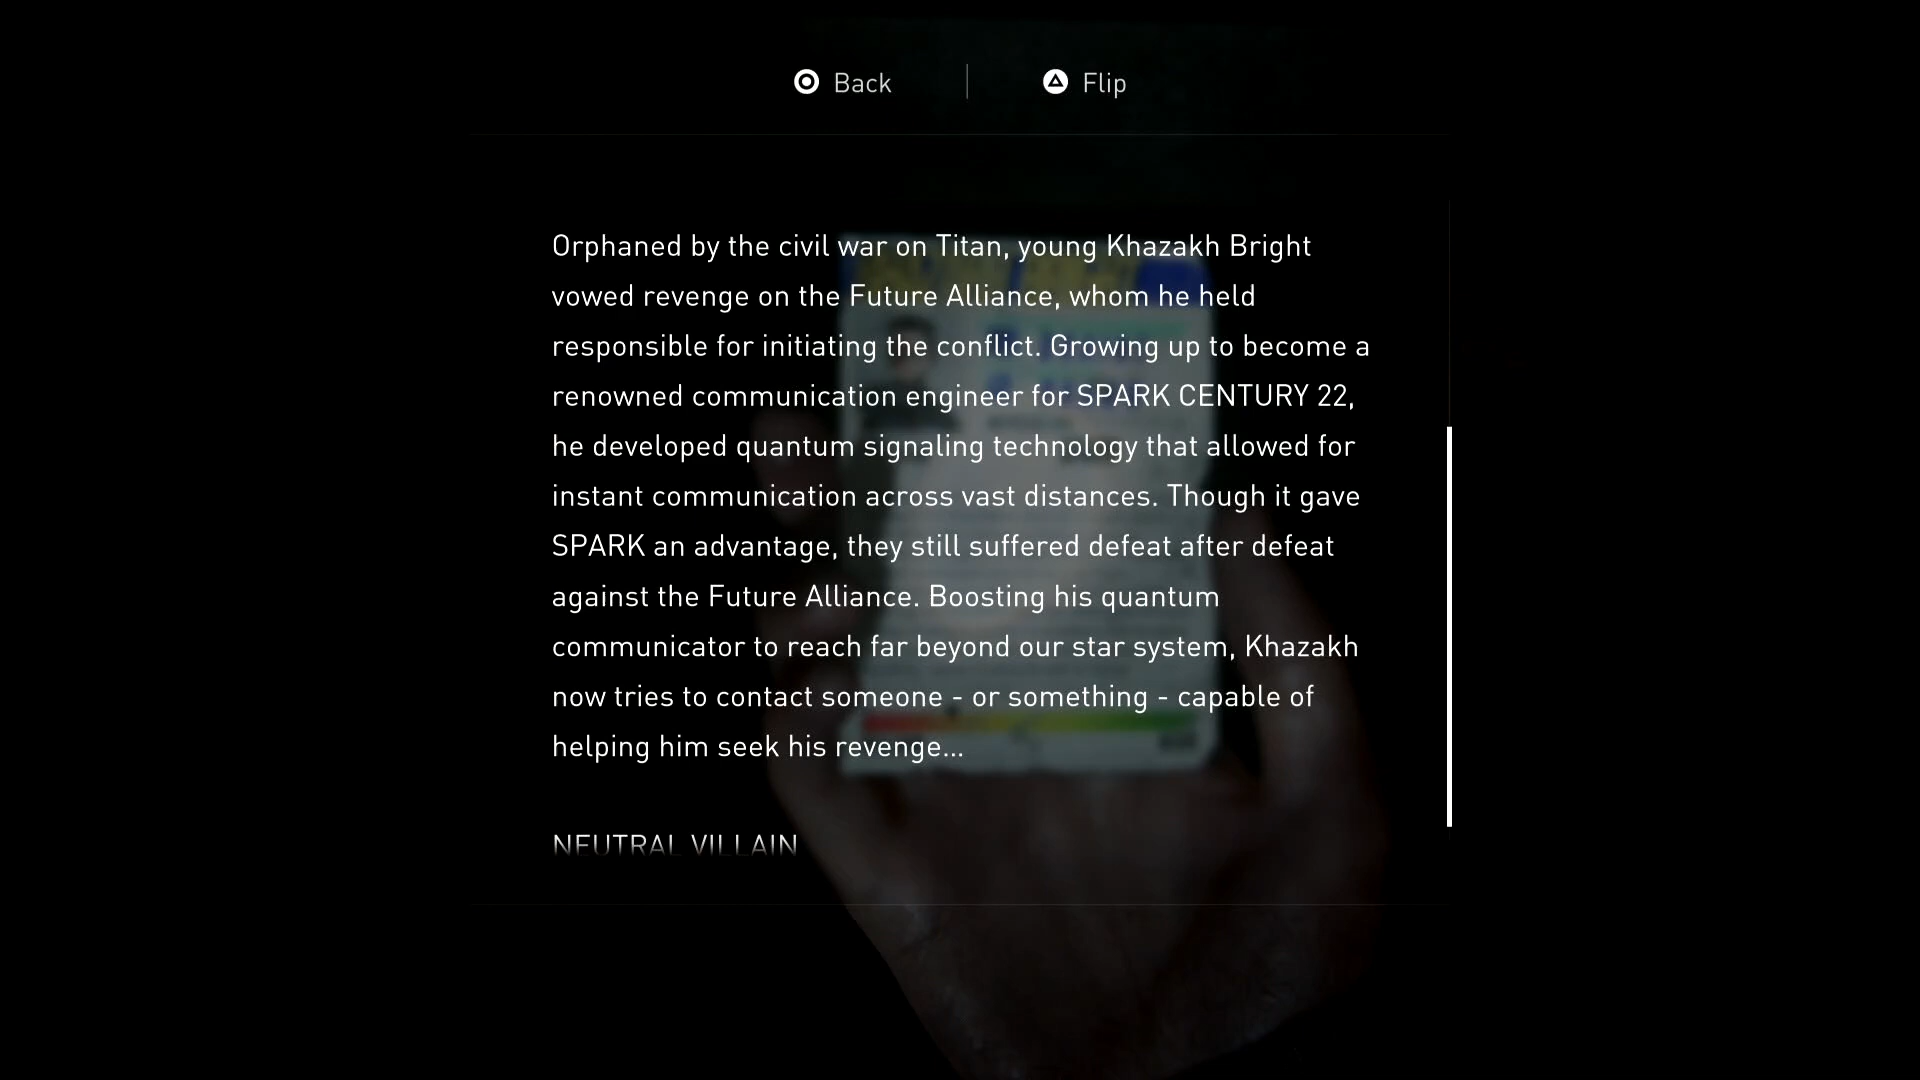 Back
Flip
Orphaned by the civil war on Titan, young Khazakh Bright
vowed revenge on the Future Alliance, whom he held
responsible for initiating the conflict. Growing up to become a
renowned communication engineer for SPARK CENTURY 22,
he developed quantum signaling technology that allowed for
instant communication across vast distances. Though it gave
SPARK an advantage, they still suffered defeat after defeat
against the Future Alliance. Boosting his quantum
communicator to reach far beyond our star system, Khazakh
now tries to contact someone - or something - capable of
helping him seek his revenge...
NEUTRAL VILLAIN